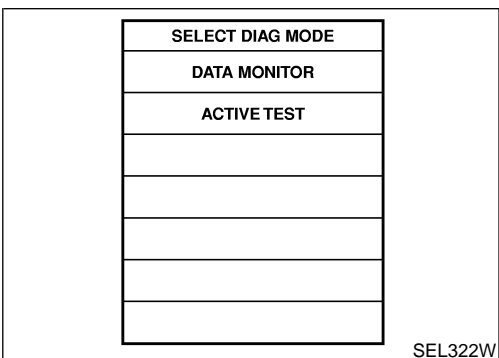 SELECT DIAG MODE
DATA MONITOR
ACTIVE TEST
SEL322W